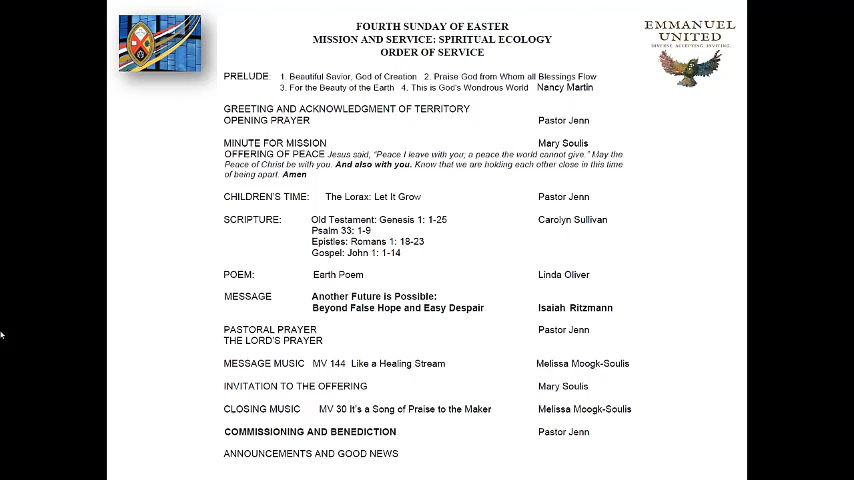 FOURTH SUNDAY OF EASTER
MISSION AND SERVICE: SPIRITUAL ECOLOGY
ORDER OF SERVICE
EMMANUEL
UNITED
DIVERSE. ACCEPTING. INVITING.
PRELUDE: 1. Beautiful Savior, God of Creation 2. Praise God from Whom all Blessings Flow
3. For the Beauty of the Earth 4. This is God's Wondrous World Nancy Martin
GREETING AND ACKNOWLEDGMENT OF TERRITORY
OPENING PRAYER Pastor Jenn
MINUTE FOR MISSION Mary Soulis
OFFERING OF PEACE Jesus said, "Peace I leave with you; a peace the world cannot give." May the
Peace of Christ be with you. And also with you. Know that we are holding each other close in this time
of being apart. Amen
CHILDREN'S TIME: The Lorax: Let It Grow Pastor Jenn
SCRIPTURE: Old Testament: Genesis 1: 1-25 Carolyn Sullivan
Psalm 33: 1-9
Epistles: Romans 1: 18-23
Gospel: John 1: 1-14
POEM: Earth Poem Linda Oliver
MESSAGE Another Future is Possible:
Beyond False Hope and Easy Despair Isaiah Ritzmann
PASTORAL PRAYER Pastor Jenn
THE LORD'S PRAYER
MESSAGE MUSIC MV 144 Like a Healing Stream Melissa Moogk-Soulis
INVITATION TO THE OFFERING Mary Soulis
CLOSING MUSIC MV 30 It's a Song of Praise to the Maker Melissa Moogk-Soulis
COMMISSIONING AND BENEDICTION Pastor Jenn
ANNOUNCEMENTS AND GOOD NEWS